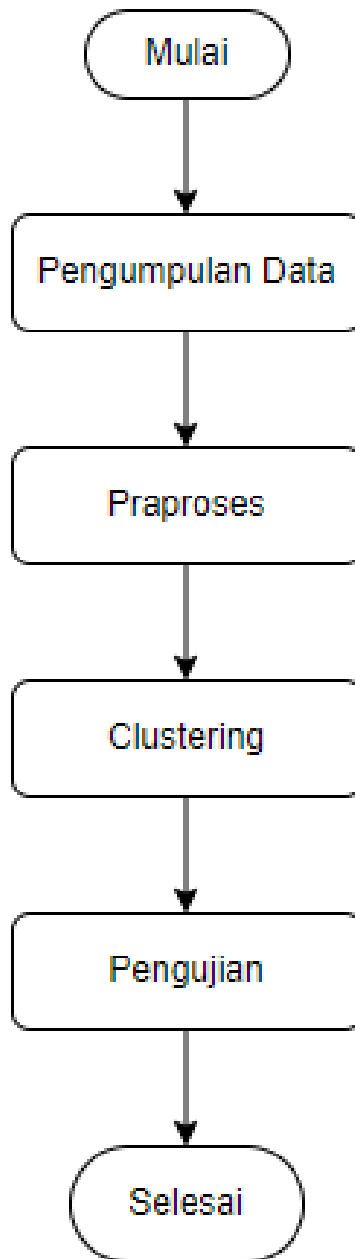 Mulai
Pengumpulan Data
Praproses
Clustering
Pengujian
Selesai